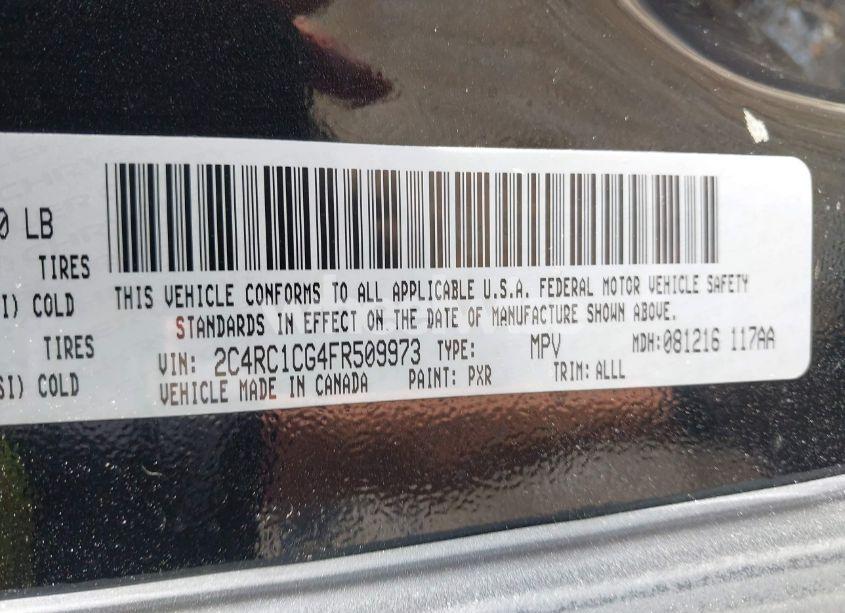 0 LB
TIRES
I) COLD
TIRES
SI) COLD
THIS VEHICLE CONFORMS TO ALL APPLICABLE U.S.A. FEDERAL MOTOR VEHICLE SAFETY
STANDARDS IN EFFECT ON THE DATE OF MANUFACTURE SHOWN ABOVE.
VIN: 2C4RC1CG4FR509973 TYPE: MPV MDH:081216 117AA
VEHICLE MADE IN CANADA PAINT: PXR TRIM:ALLL